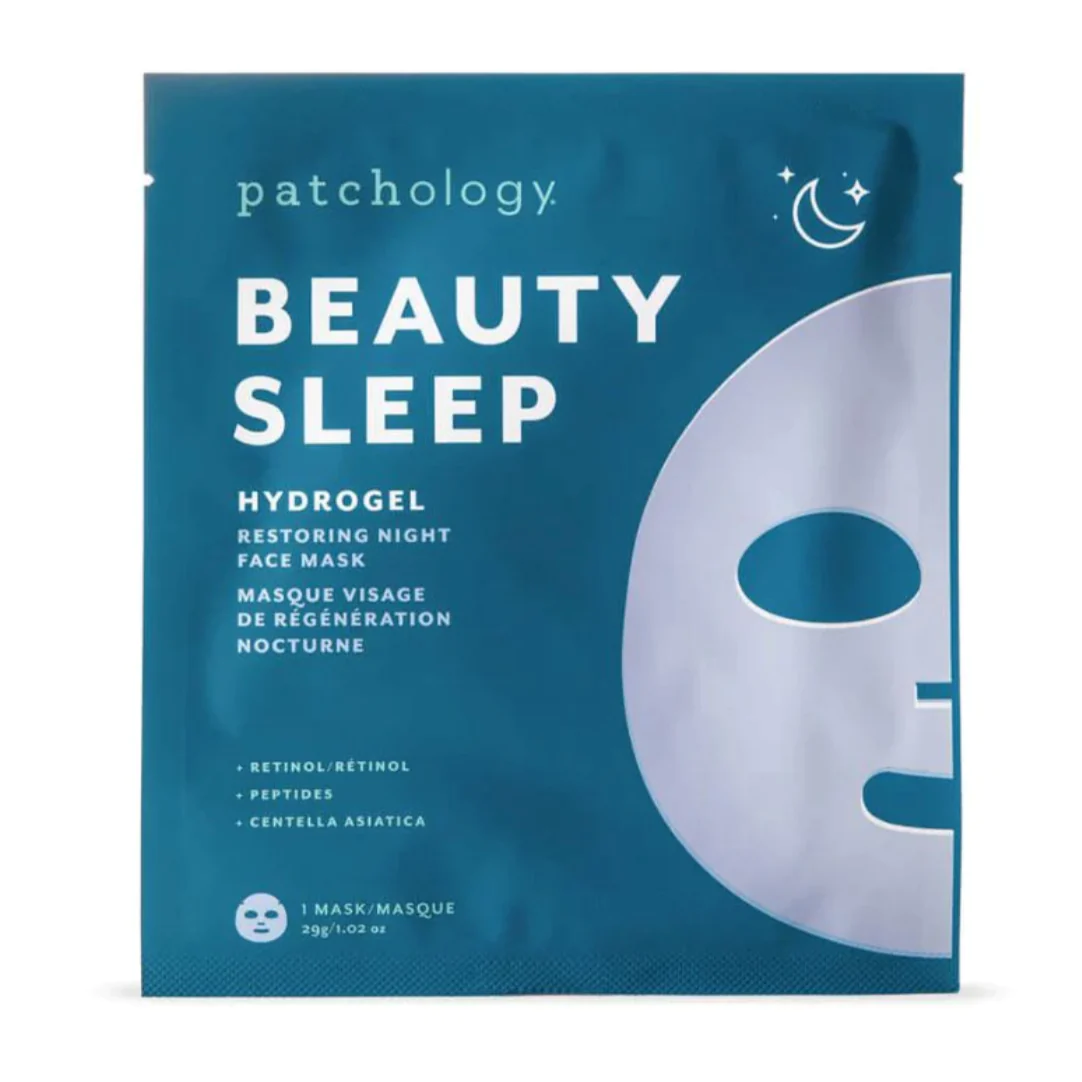 patchology.
BEAUTY
SLEEP
HYDROGEL
RESTORING NIGHT
FACE MASK
MASQUE VISAGE
DE RÉGÉNÉRATION
NOCTURNE
+ RETINOL/RÉTINOL
+ PEPTIDES
+ CENTELLA ASIATICA
1 MASK/MASQUE
29g/1.02 oz